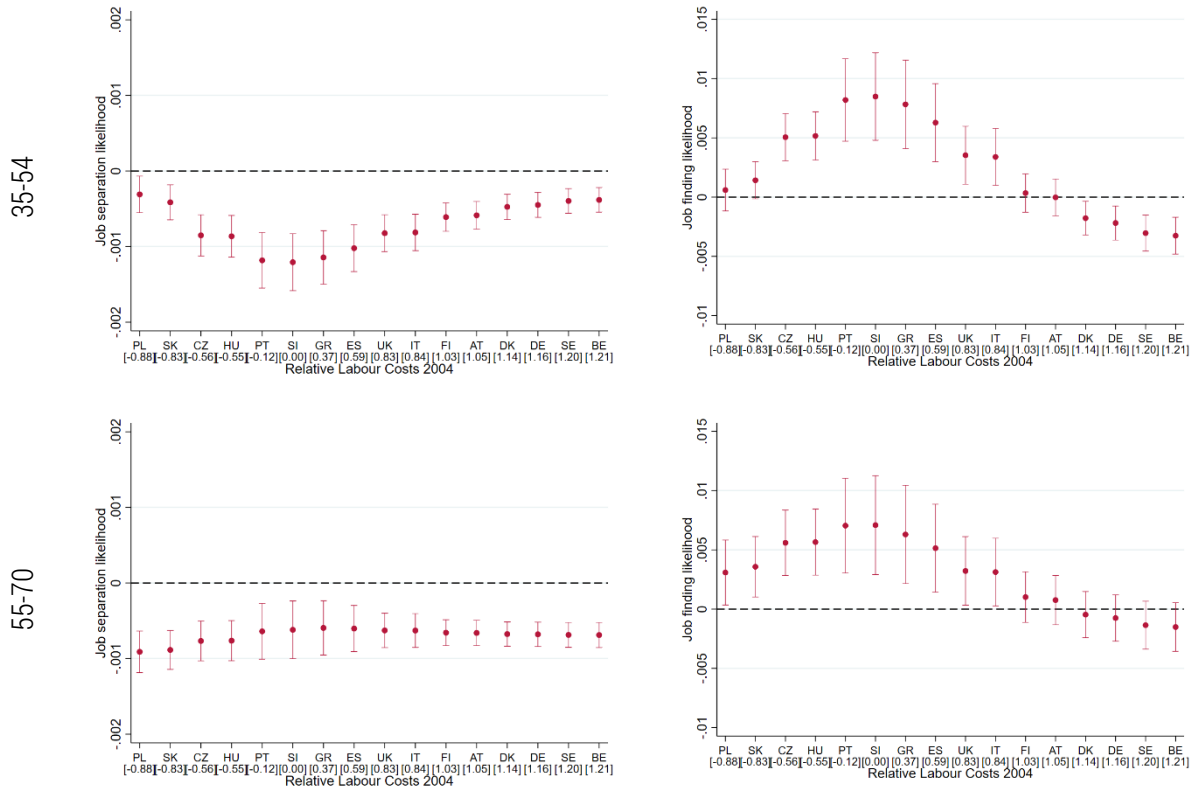 35-54
Job separation likelihood
.002
.001
0
-.001
-.002
PL SK CZ HU PT SI GR ES UK IT FI AT DK DE SE BE
[-0.88][-0.83][-0.56][-0.55][-0.12][0.00] [0.37] [0.59] [0.83] [0.84] [1.03] [1.05] [1.14] [1.16] [1.20] [1.21]
Relative Labour Costs 2004
Job finding likelihood
.015
.01
.005
0
-.005
-.01
PL SK CZ HU PT SI GR ES UK IT FI AT DK DE SE BE
[-0.88][-0.83][-0.56][-0.55][-0.12][0.00] [0.37] [0.59] [0.83] [0.84] [1.03] [1.05] [1.14] [1.16] [1.20] [1.21]
Relative Labour Costs 2004
55-70
Job separation likelihood
.002
.001
0
-.001
-.002
PL SK CZ HU PT SI GR ES UK IT FI AT DK DE SE BE
[-0.88][-0.83][-0.56][-0.55][-0.12][0.00] [0.37] [0.59] [0.83] [0.84] [1.03] [1.05] [1.14] [1.16] [1.20] [1.21]
Relative Labour Costs 2004
Job finding likelihood
.015
.01
.005
0
-.005
-.01
PL SK CZ HU PT SI GR ES UK IT FI AT DK DE SE BE
[-0.88][-0.83][-0.56][-0.55][-0.12][0.00] [0.37] [0.59] [0.83] [0.84] [1.03] [1.05] [1.14] [1.16] [1.20] [1.21]
Relative Labour Costs 2004